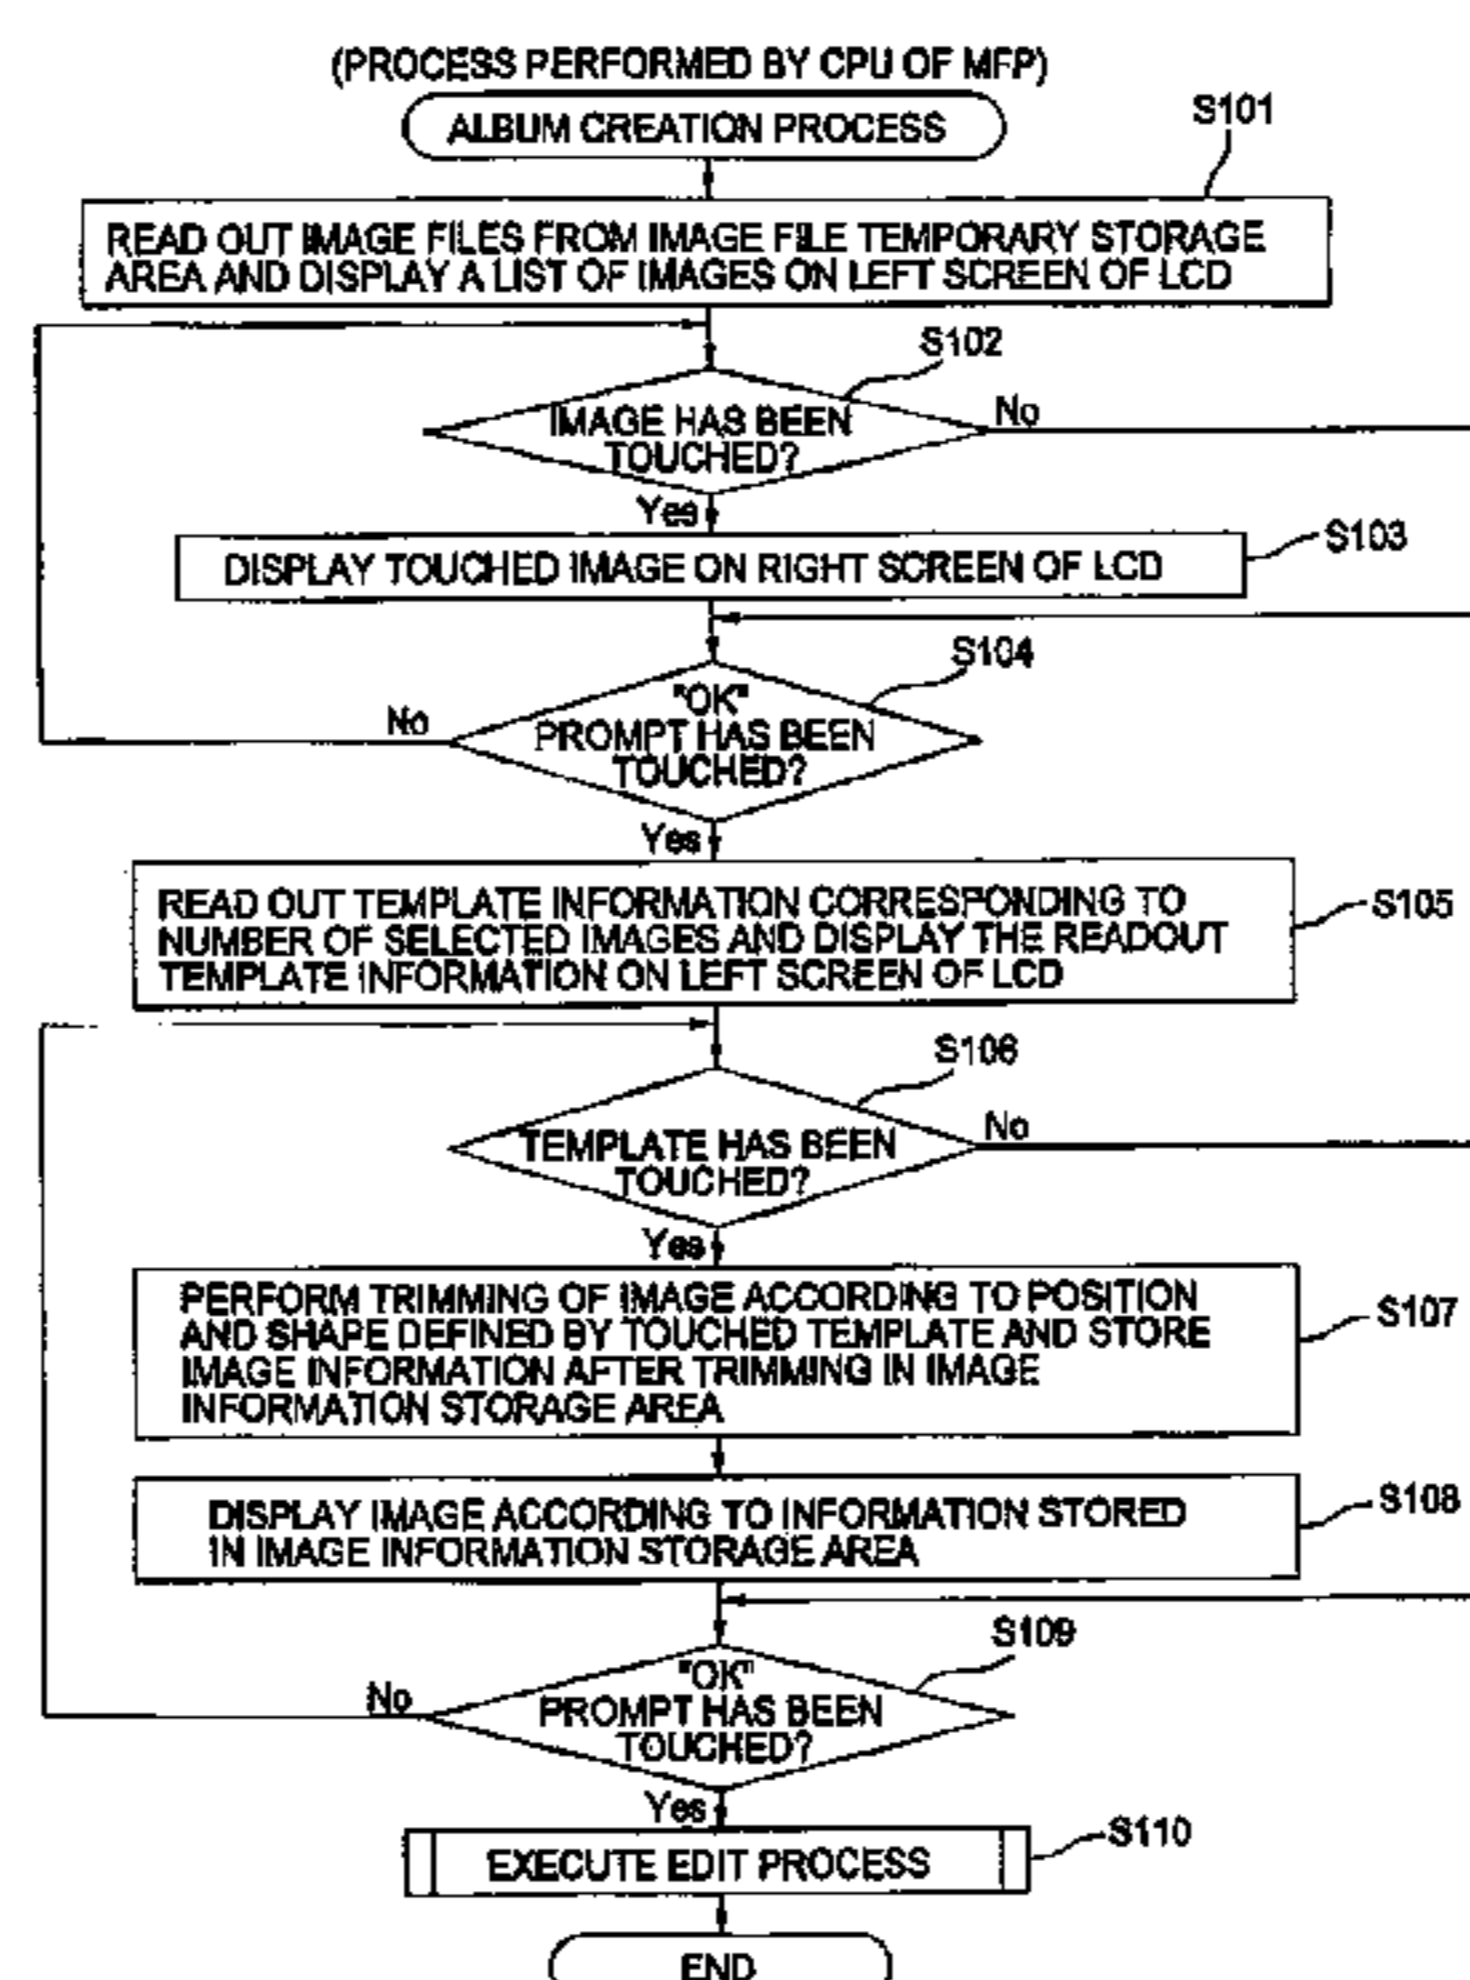 (PROCESS PERFORMED BY CPU OF MFP)
ALBUM CREATION PROCESS
S101
READ OUT IMAGE FILES FROM IMAGE FILE TEMPORARY STORAGE
AREA AND DISPLAY A LIST OF IMAGES ON LEFT SCREEN OF LCD
S102
IMAGE HAS BEEN
TOUCHED?
No
Yes
S103
DISPLAY TOUCHED IMAGE ON RIGHT SCREEN OF LCD
S104
"OK"
PROMPT HAS BEEN
TOUCHED?
No
Yes
S105
READ OUT TEMPLATE INFORMATION CORRESPONDING TO
NUMBER OF SELECTED IMAGES AND DISPLAY THE READOUT
TEMPLATE INFORMATION ON LEFT SCREEN OF LCD
S106
TEMPLATE HAS BEEN
TOUCHED?
No
Yes
S107
PERFORM TRIMMING OF IMAGE ACCORDING TO POSITION
AND SHAPE DEFINED BY TOUCHED TEMPLATE AND STORE
IMAGE INFORMATION AFTER TRIMMING IN IMAGE
INFORMATION STORAGE AREA
S108
DISPLAY IMAGE ACCORDING TO INFORMATION STORED
IN IMAGE INFORMATION STORAGE AREA
S109
"OK"
PROMPT HAS BEEN
TOUCHED?
No
Yes
S110
EXECUTE EDIT PROCESS
END